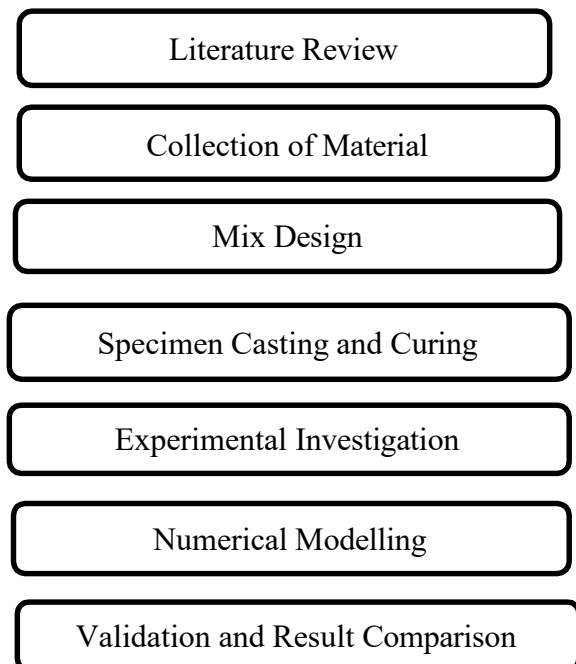 Literature Review
Collection of Material
Mix Design
Specimen Casting and Curing
Experimental Investigation
Numerical Modelling
Validation and Result Comparison